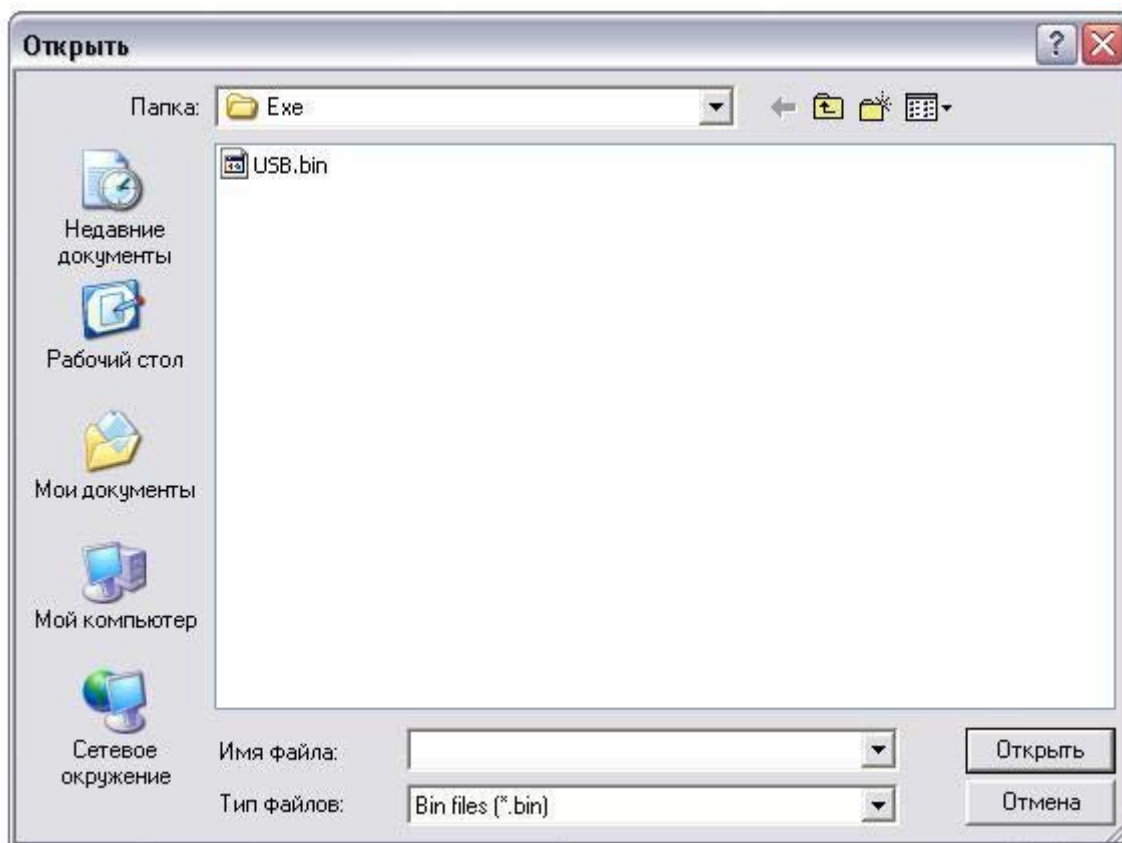 Открыть
Папка:
Exe
USB.bin
Недавние
документы
Рабочий стол
Мои документы
Мой компьютер
Сетевое
окружение
Имя файла:
Открыть
Тип файлов:
Bin files (*.bin)
Отмена